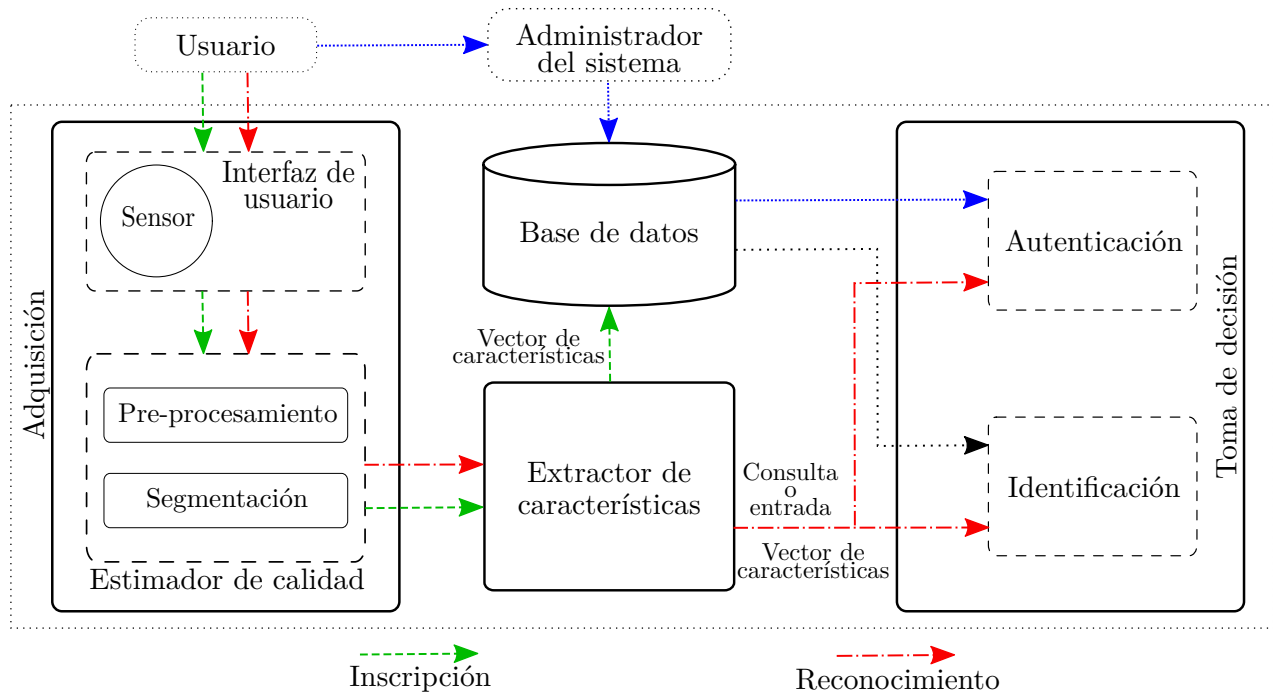 Usuario
Administrador
del sistema
Interfaz de
usuario
Sensor
Adquisición
Pre-procesamiento
Segmentación
Estimador de calidad
Base de datos
Vector de
características
Extractor de
características
Consulta
o
entrada
Vector de
características
Autenticación
Identificación
Toma de decisión
Inscripción
Reconocimiento